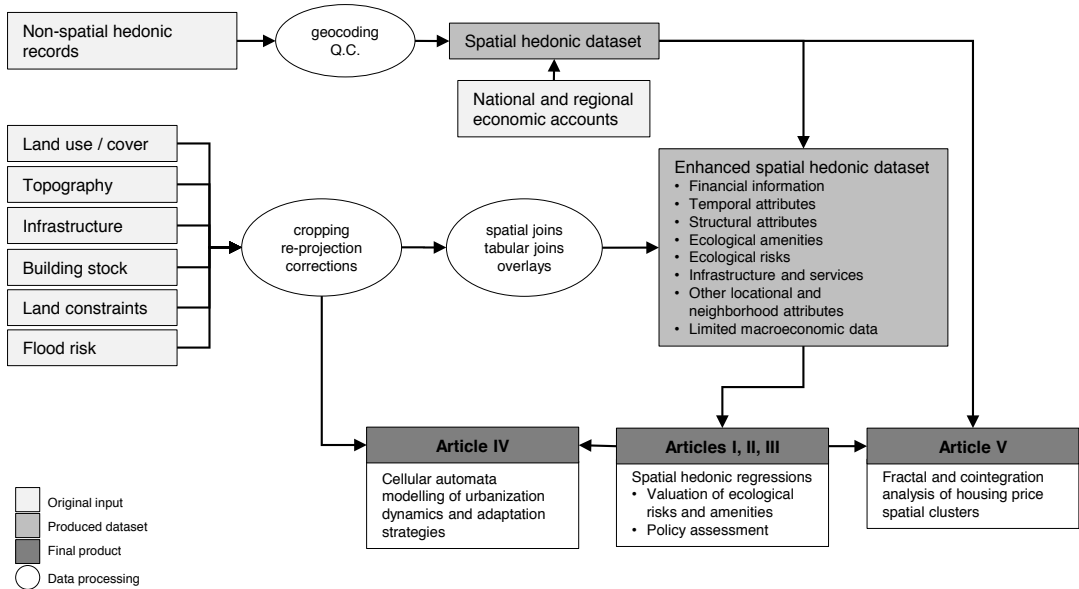 Non-spatial hedonic
records
geocoding
Q.C.
Spatial hedonic dataset
National and regional
economic accounts
Land use / cover
Topography
Infrastructure
Building stock
Land constraints
Flood risk
cropping
re-projection
corrections
spatial joins
tabular joins
overlays
Enhanced spatial hedonic dataset
• Financial information
• Temporal attributes
• Structural attributes
• Ecological amenities
• Ecological risks
• Infrastructure and services
• Other locational and
neighborhood attributes
• Limited macroeconomic data
Article IV
Cellular automata
modelling of urbanization
dynamics and adaptation
strategies
Articles I, II, III
Spatial hedonic regressions
• Valuation of ecological
risks and amenities
• Policy assessment
Article V
Fractal and cointegration
analysis of housing price
spatial clusters
Original input
Produced dataset
Final product
Data processing